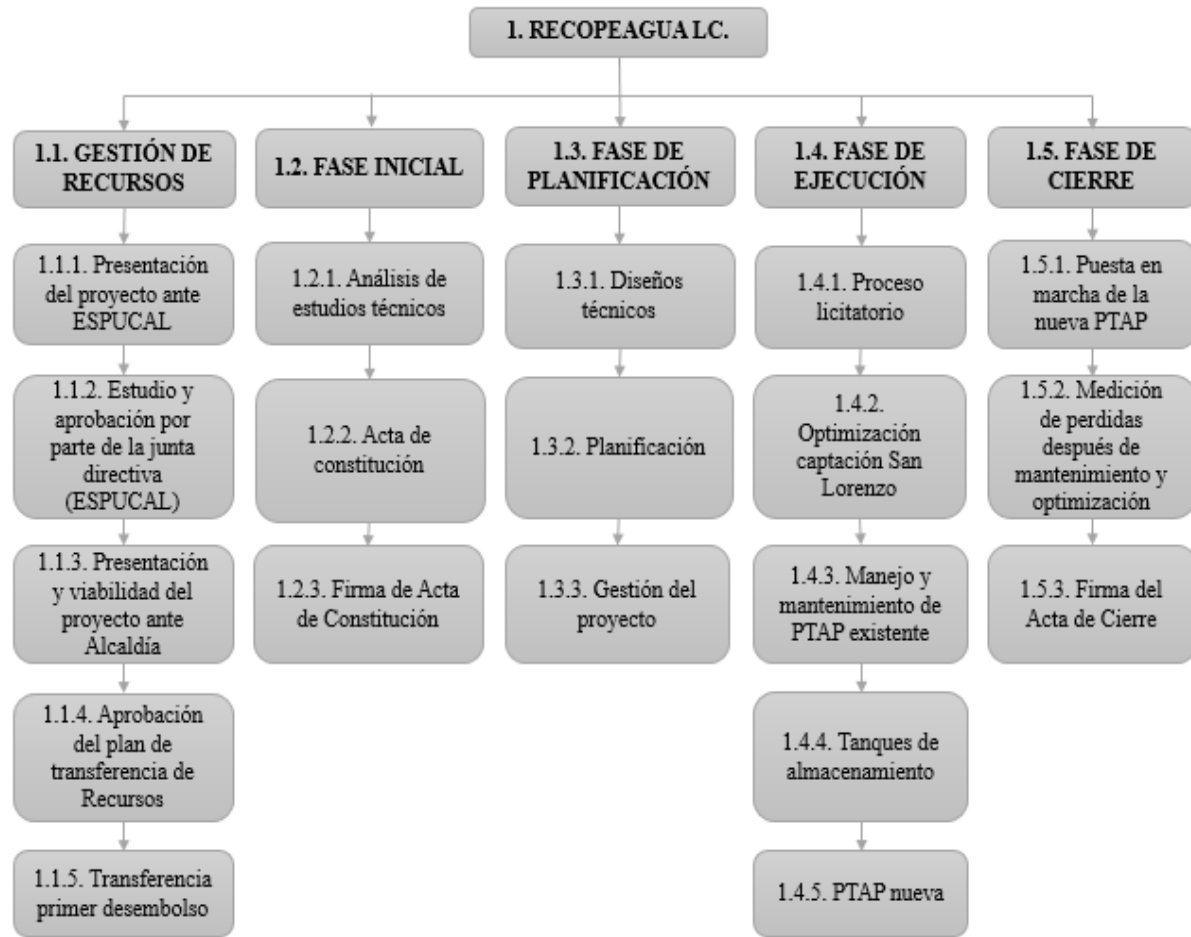 1. RECOPEAGUA LC.
1.1. GESTIÓN DE
RECURSOS
1.1.1. Presentación
del proyecto ante
ESPUCAL
1.1.2. Estudio y
aprobación por
parte de la junta
directiva
(ESPUCAL)
1.1.3. Presentación
y viabilidad del
proyecto ante
Alcaldía
1.1.4. Aprobación
del plan de
transferencia de
Recursos
1.1.5. Transferencia
primer desembolso
1.2. FASE INICIAL
1.2.1. Análisis de
estudios técnicos
1.2.2. Acta de
constitución
1.2.3. Firma de Acta
de Constitución
1.3. FASE DE
PLANIFICACIÓN
1.3.1. Diseños
técnicos
1.3.2. Planificación
1.3.3. Gestión del
proyecto
1.4. FASE DE
EJECUCIÓN
1.4.1. Proceso
licitatorio
1.4.2.
Optimización
captación San
Lorenzo
1.4.3. Manejo y
mantenimiento de
PTAP existente
1.4.4. Tanques de
almacenamiento
1.4.5. PTAP nueva
1.5. FASE DE
CIERRE
1.5.1. Puesta en
marcha de la
nueva PTAP
1.5.2. Medición
de perdidas
después de
mantenimiento y
optimización
1.5.3. Firma del
Acta de Cierre